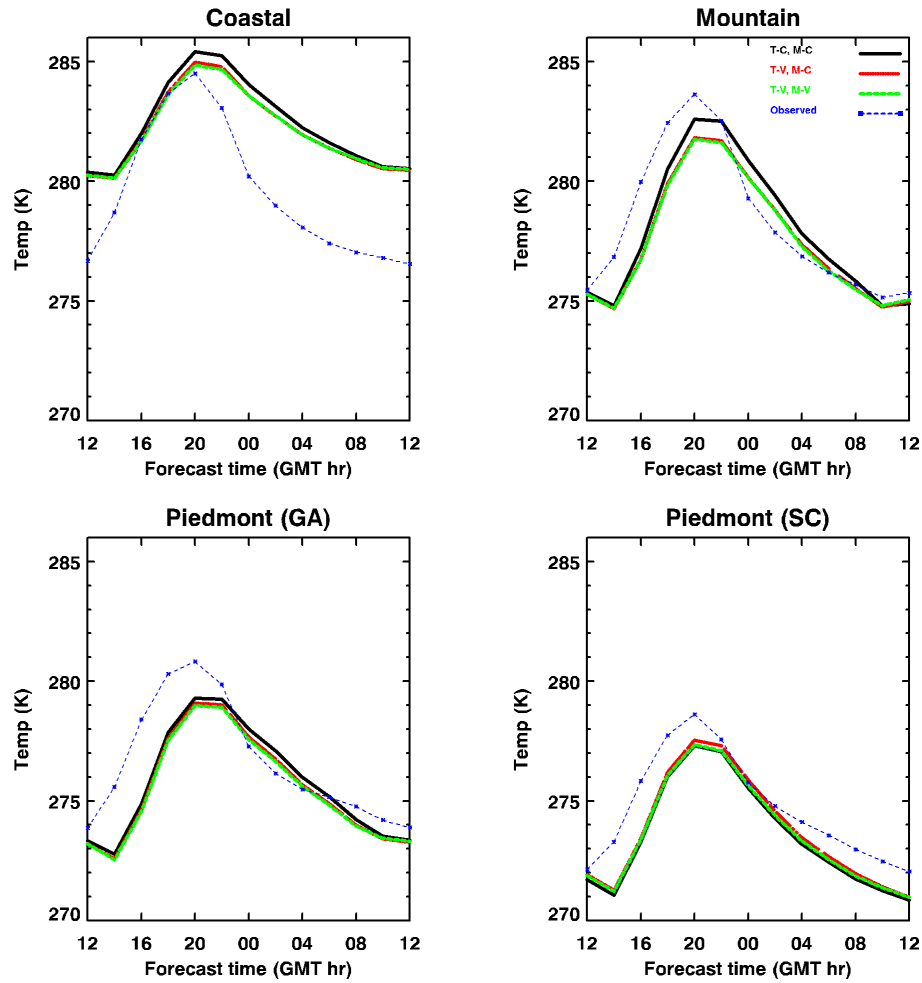 Coastal
Mountain
285
280
275
270
Temp (K)
12 16 20 00 04 08 12
Forecast time (GMT hr)
285
280
275
270
Temp (K)
T-C, M-C
T-V, M-C
T-V, M-V
Observed
12 16 20 00 04 08 12
Forecast time (GMT hr)
Piedmont (GA)
Piedmont (SC)
285
280
275
270
Temp (K)
12 16 20 00 04 08 12
Forecast time (GMT hr)
285
280
275
270
Temp (K)
12 16 20 00 04 08 12
Forecast time (GMT hr)